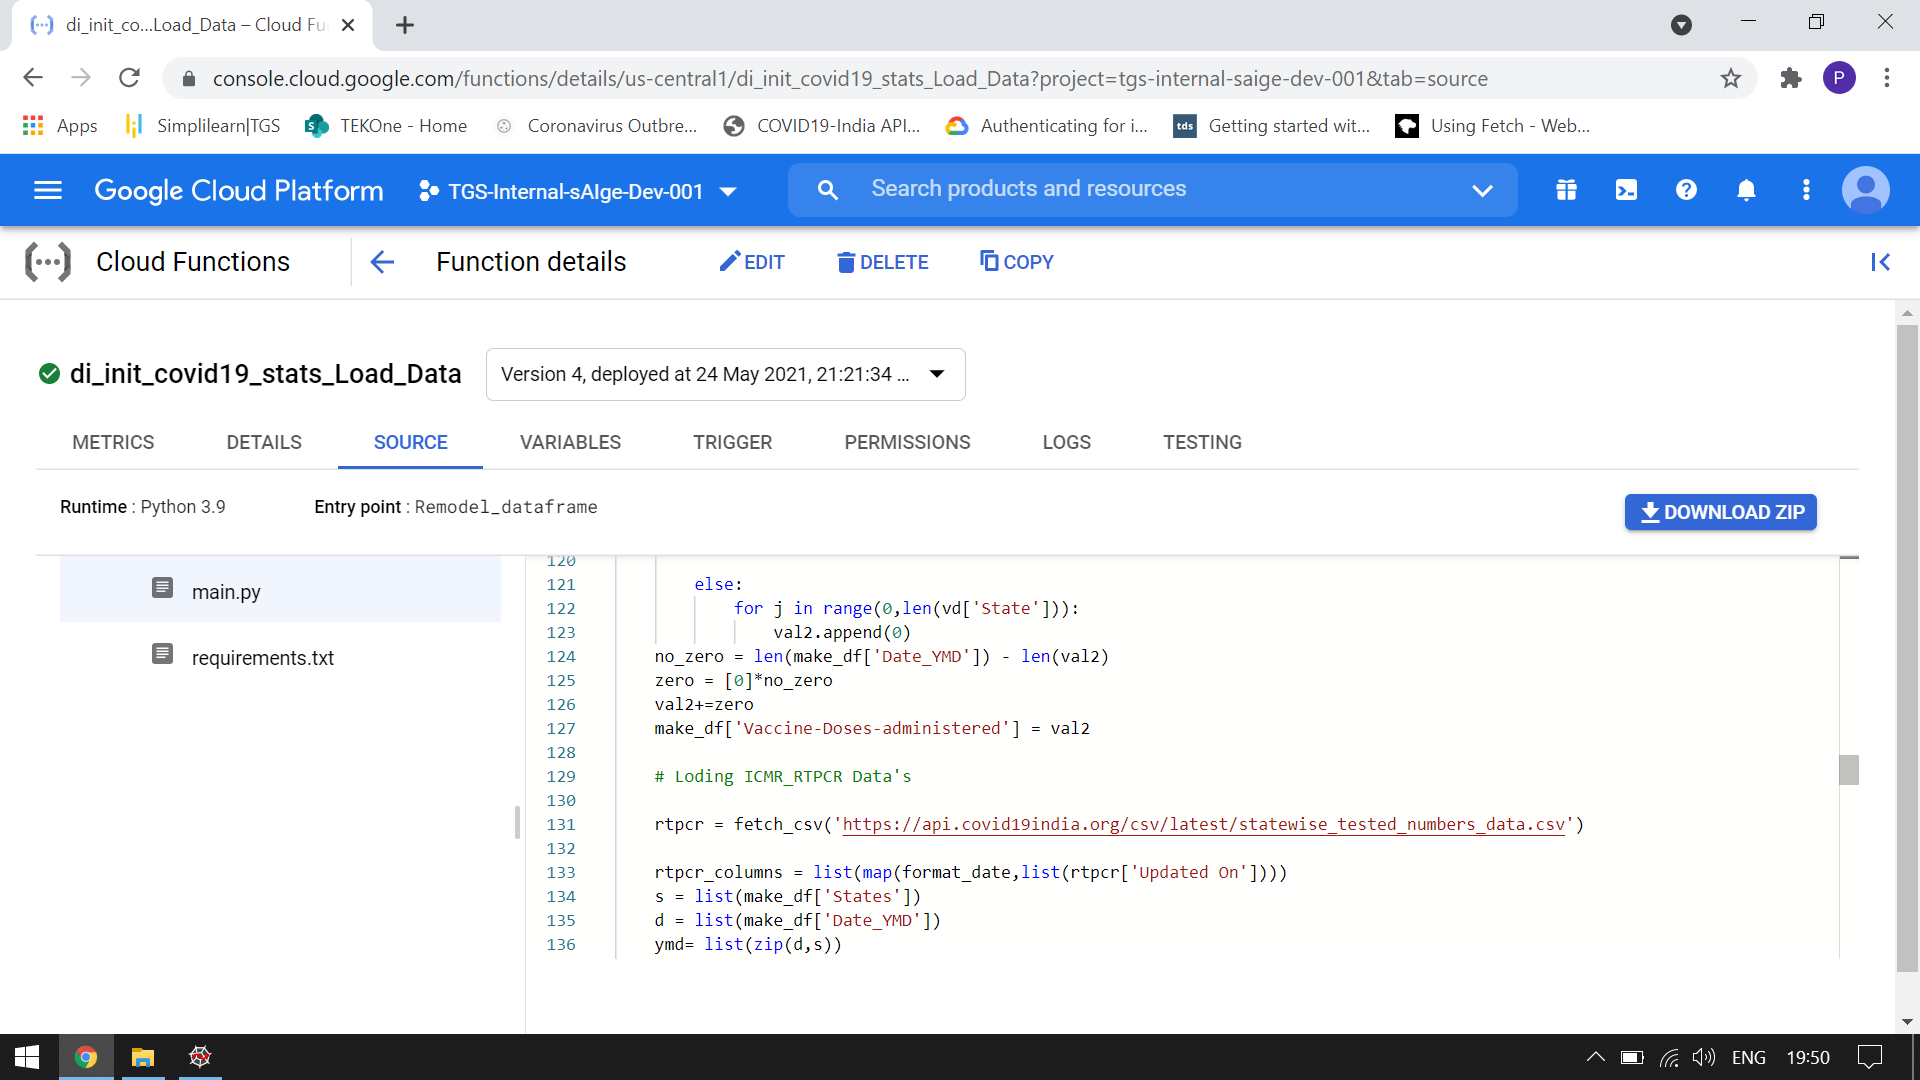 di_init_co...Load_Data – Cloud Fu
console.cloud.google.com/functions/details/us-central1/di_init_covid19_stats_Load_Data?project=tgs-internal-saige-dev-001&tab=source
P
Apps
Simplilearn|TGS
TEKOne - Home
Coronavirus Outbre...
COVID19-India API...
Authenticating for i...
tds
Getting started wit...
Using Fetch - Web...
Google Cloud Platform
TGS-Internal-sAIge-Dev-001
Search products and resources
Cloud Functions
Function details
EDIT
DELETE
COPY
di_init_covid19_stats_Load_Data
Version 4, deployed at 24 May 2021, 21:21:34 ...
METRICS
DETAILS
SOURCE
VARIABLES
TRIGGER
PERMISSIONS
LOGS
TESTING
Runtime : Python 3.9
Entry point : Remodel_dataframe
DOWNLOAD ZIP
main.py
requirements.txt
120
121 else:
122 for j in range(0,len(vd['State'])):
123 val2.append(0)
124 no_zero = len(make_df['Date_YMD']) - len(val2)
125 zero = [0]*no_zero
126 val2+=zero
127 make_df['Vaccine-Doses-administered'] = val2
128
129 # Loding ICMR_RTPCR Data's
130
131 rtpcr = fetch_csv('https://api.covid19india.org/csv/latest/statewise_tested_numbers_data.csv')
132
133 rtpcr_columns = list(map(format_date,list(rtpcr['Updated On'])))
134 s = list(make_df['States'])
135 d = list(make_df['Date_YMD'])
136 ymd= list(zip(d,s))
ENG
19:50